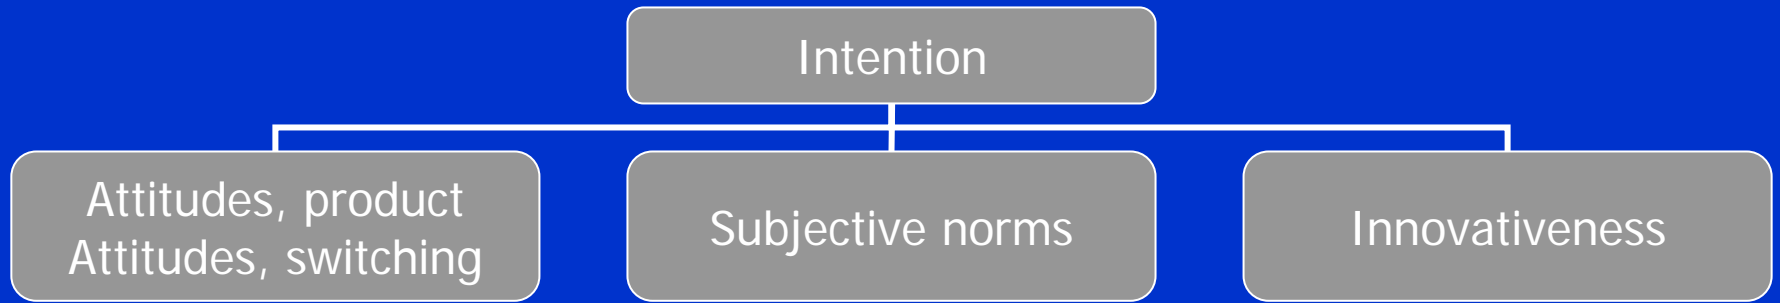 Intention
Attitudes, product
Attitudes, switching
Subjective norms
Innovativeness